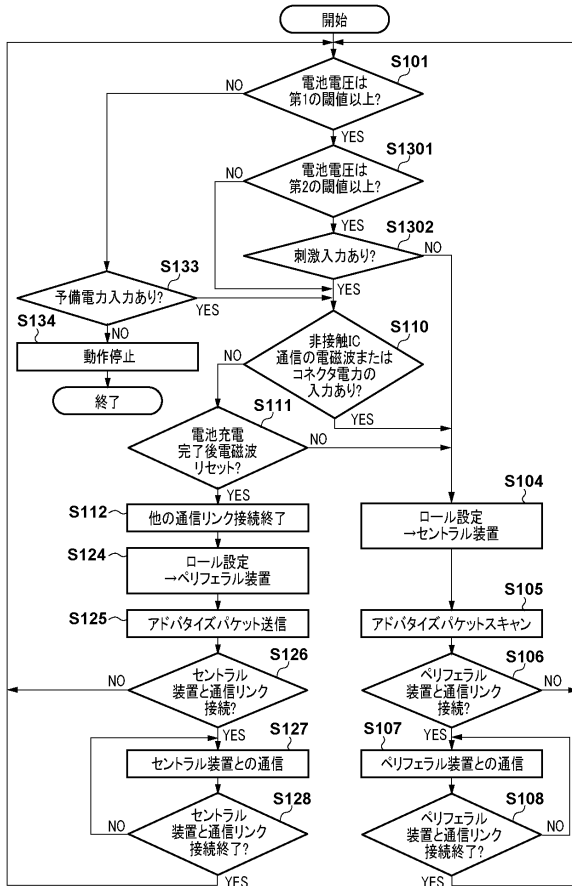 開始
S101
電池電圧は
第1の閾値以上?
NO
YES
S1301
電池電圧は
第2の閾値以上?
NO
YES
S1302
刺激入力あり?
NO
YES
S133
予備電力入力あり?
YES
NO
S134
動作停止
終了
S110
非接触IC
通信の電磁波または
コネクタ電力の
入力あり?
NO
YES
S111
電池充電
完了後電磁波
リセット?
NO
YES
S112
他の通信リンク接続終了
S124
ロール設定
→ペリフェラル装置
S125
アドバタイズパケット送信
S126
セントラル
装置と通信リンク
接続?
NO
YES
S127
セントラル装置との通信
S128
セントラル
装置と通信リンク
接続終了?
NO
YES
S104
ロール設定
→セントラル装置
S105
アドバタイズパケットスキャン
S106
ペリフェラル
装置と通信リンク
接続?
NO
YES
S107
ペリフェラル装置との通信
S108
ペリフェラル
装置と通信リンク
接続終了?
NO
YES